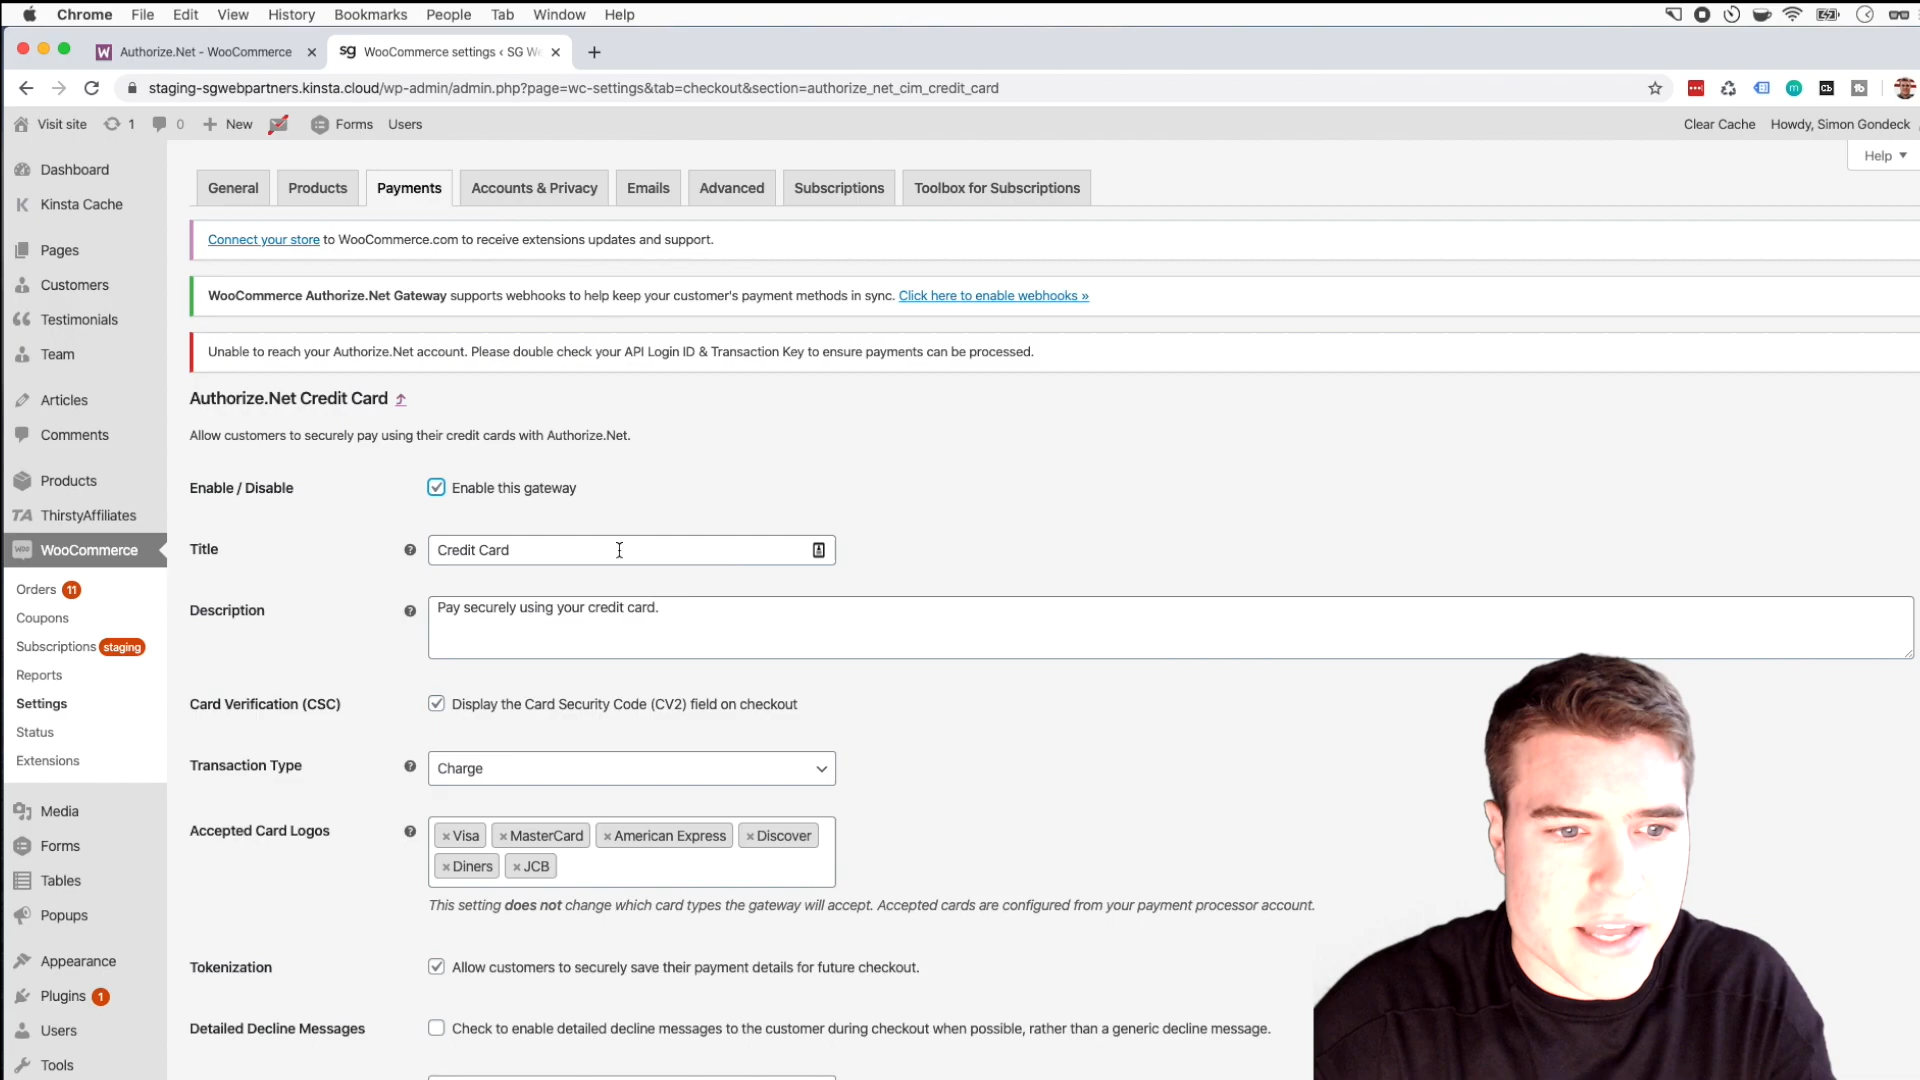 Chrome File Edit View History Bookmarks People Tab Window Help
Authorize.Net - WooCommerce × sg WooCommerce settings ‹ SG We × +
staging-sgwebpartners.kinsta.cloud/wp-admin/admin.php?page=wc-settings&tab=checkout&section=authorize_net_cim_credit_card
Visit site 1 0 + New Forms Users Clear Cache Howdy, Simon Gondeck
Help
Dashboard
Kinsta Cache
Pages
Customers
Testimonials
Team
Articles
Comments
Products
TA ThirstyAffiliates
WooCommerce
Orders 11
Coupons
Subscriptions staging
Reports
Settings
Status
Extensions
Media
Forms
Tables
Popups
Appearance
Plugins 1
Users
Tools
General Products Payments Accounts & Privacy Emails Advanced Subscriptions Toolbox for Subscriptions
Connect your store to WooCommerce.com to receive extensions updates and support.
WooCommerce Authorize.Net Gateway supports webhooks to help keep your customer's payment methods in sync. Click here to enable webhooks »
Unable to reach your Authorize.Net account. Please double check your API Login ID & Transaction Key to ensure payments can be processed.
Authorize.Net Credit Card
Allow customers to securely pay using their credit cards with Authorize.Net.
Enable / Disable Enable this gateway
Title Credit Card
Description Pay securely using your credit card.
Card Verification (CSC) Display the Card Security Code (CV2) field on checkout
Transaction Type Charge
Accepted Card Logos × Visa × MasterCard × American Express × Discover
× Diners × JCB
This setting does not change which card types the gateway will accept. Accepted cards are configured from your payment processor account.
Tokenization Allow customers to securely save their payment details for future checkout.
Detailed Decline Messages Check to enable detailed decline messages to the customer during checkout when possible, rather than a generic decline message.